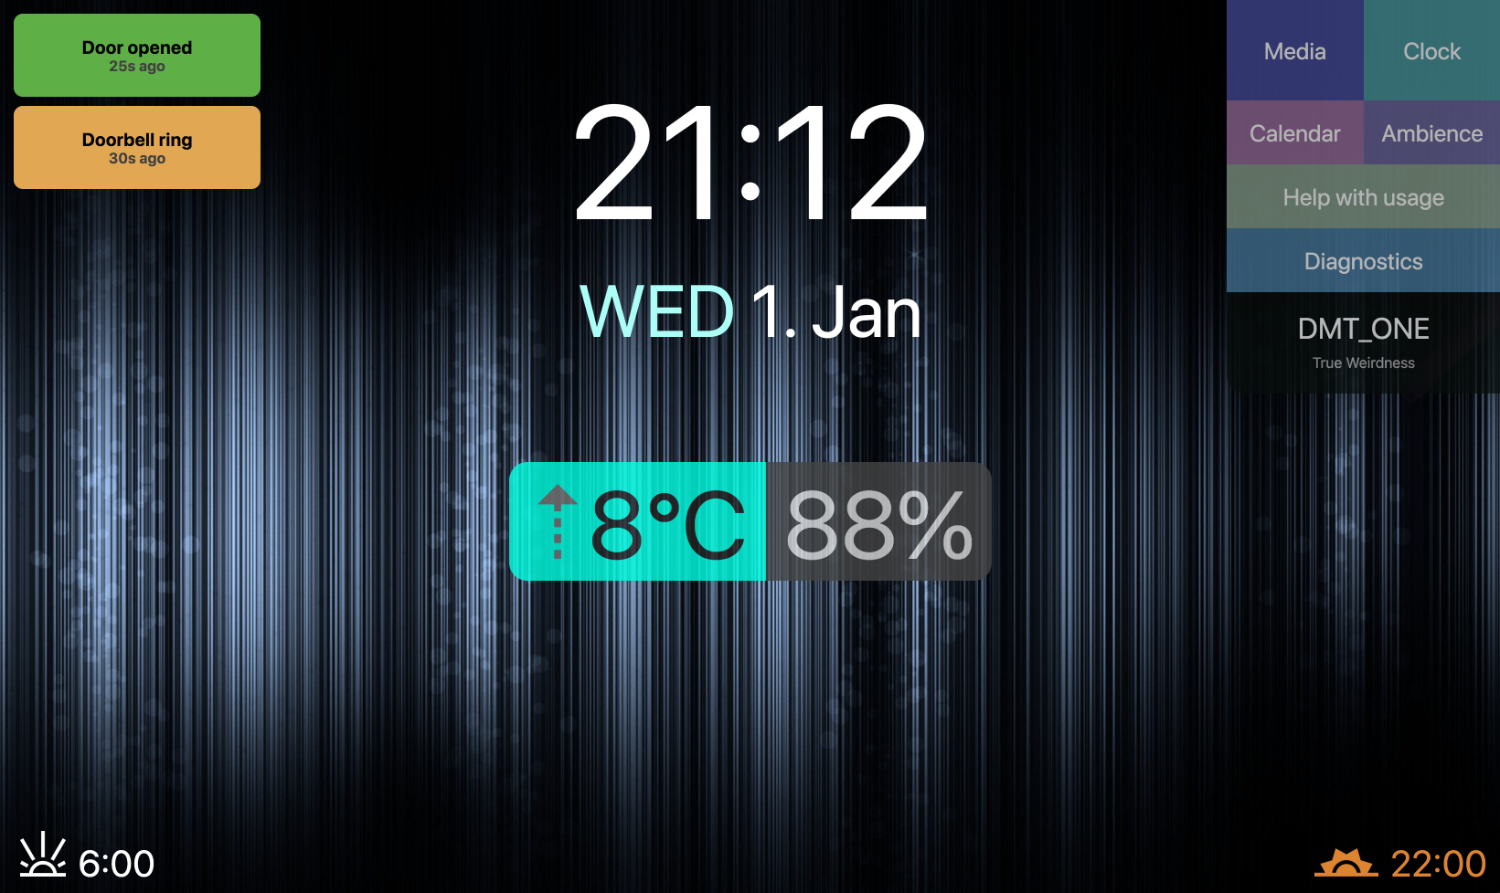 Door opened
25s ago
Doorbell ring
30s ago
21:12
WED 1. Jan
8°C 88%
Media
Clock
Calendar
Ambience
Help with usage
Diagnostics
DMT_ONE
True Weirdness
6:00
22:00